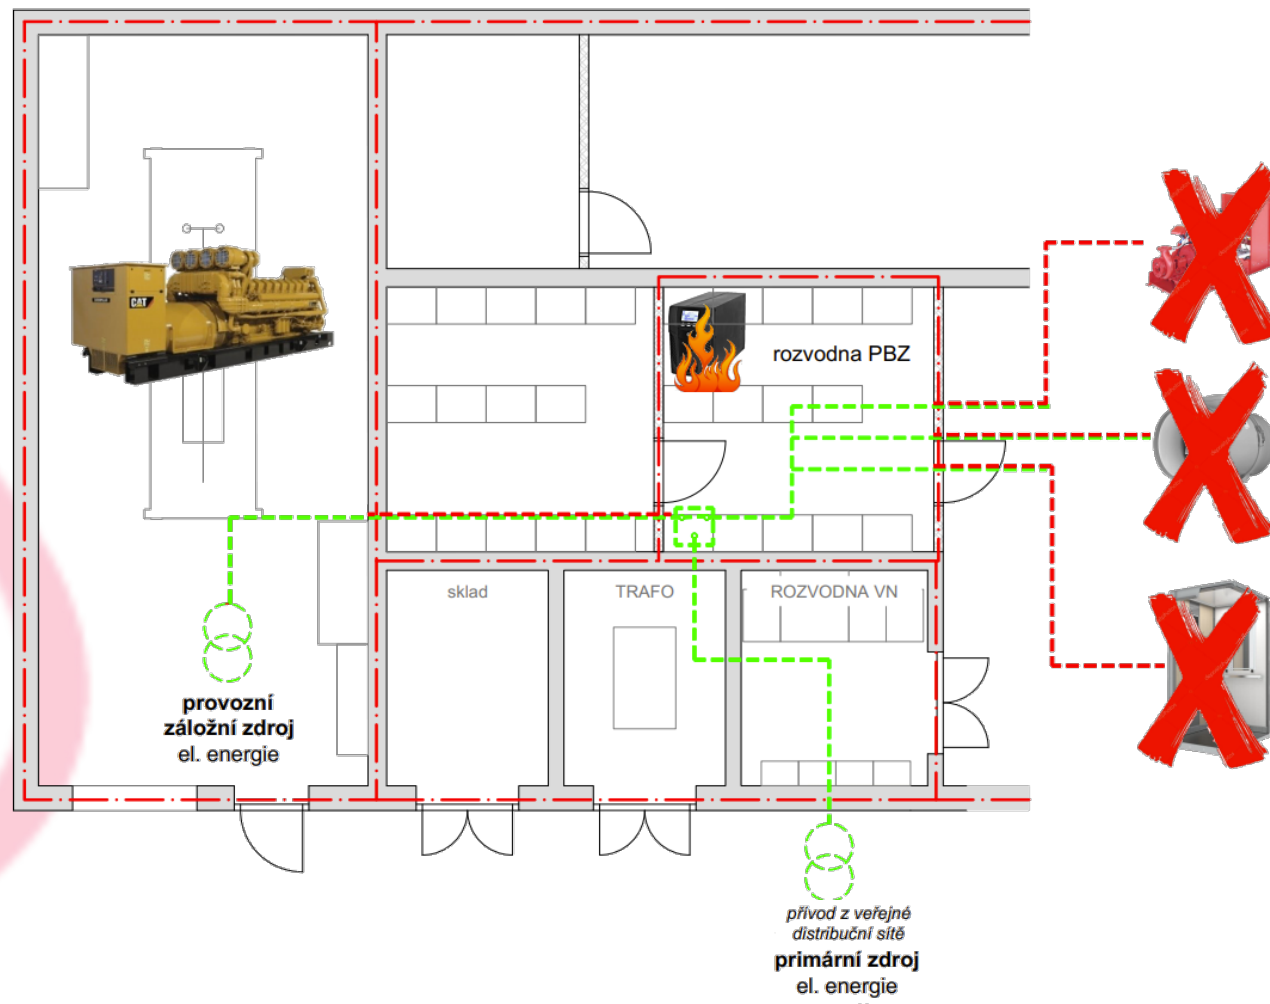 CAT
rozvodna PBZ
sklad
TRAFO
ROZVODNA VN
provozní
záložní zdroj
el. energie
přívod z veřejné
distribuční sítě
primární zdroj
el. energie